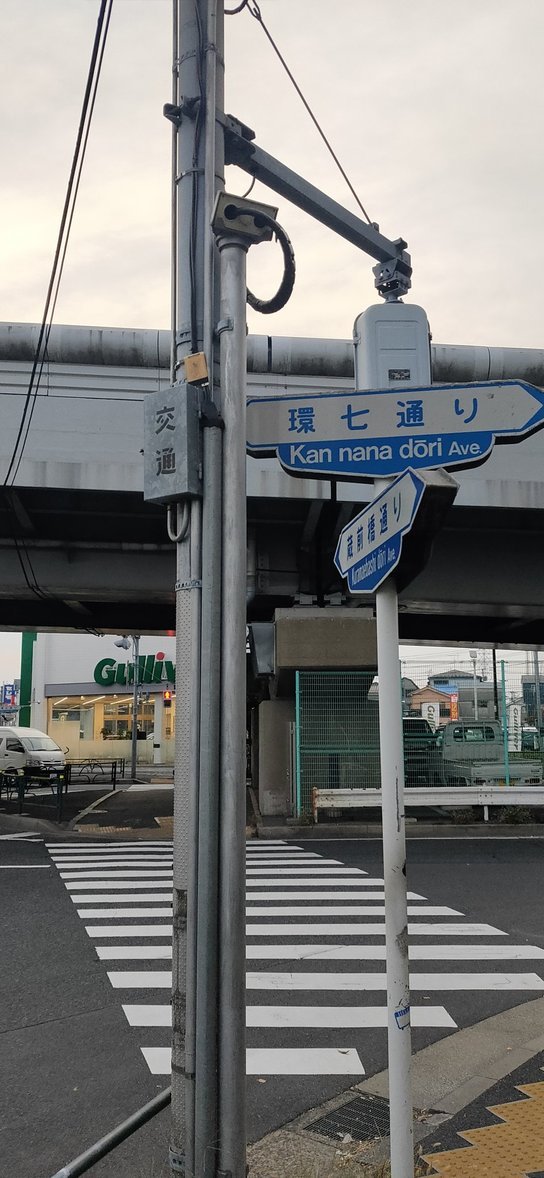 環七通り
Kan nana dōri Ave.
蔵前橋通り
Kuramaebashi dōri Ave.
交
通
Gulliv